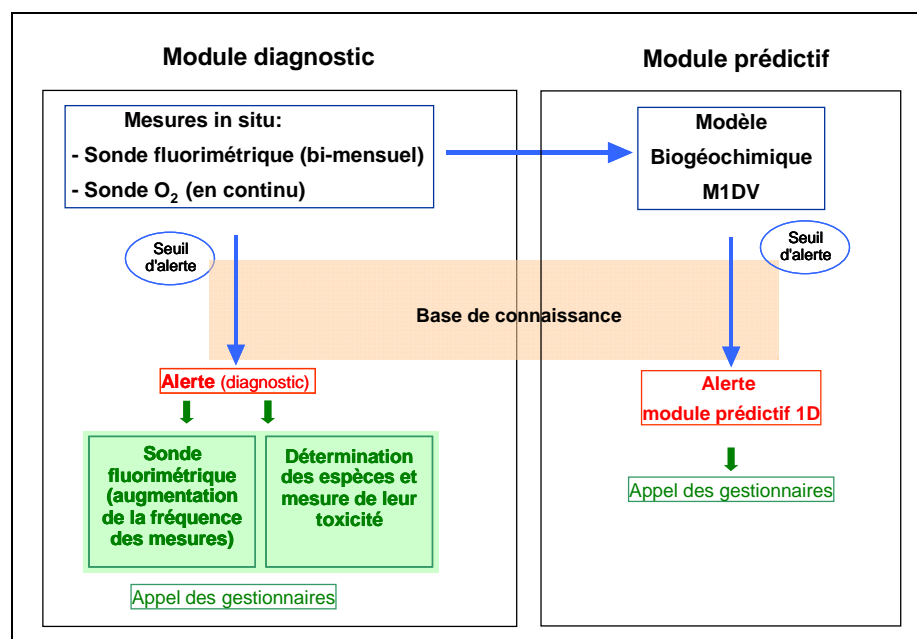 Module diagnostic
Mesures in situ:
- Sonde fluorimétrique (bi-mensuel)
- Sonde O₂ (en continu)
Seuil
d'alerte
Alerte (diagnostic)
Sonde
fluorimétrique
(augmentation
de la fréquence
des mesures)
Détermination
des espèces et
mesure de leur
toxicité
Appel des gestionnaires
Base de connaissance
Module prédictif
Modèle
Biogéochimique
M1DV
Seuil
d'alerte
Alerte
module prédictif 1D
Appel des gestionnaires